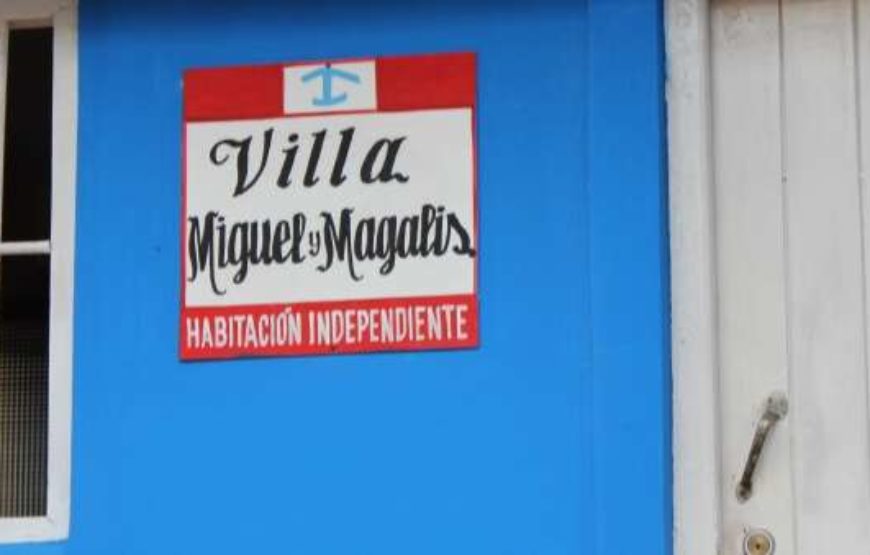 Villa
Miguel y Magalis
HABITACIÓN INDEPENDIENTE